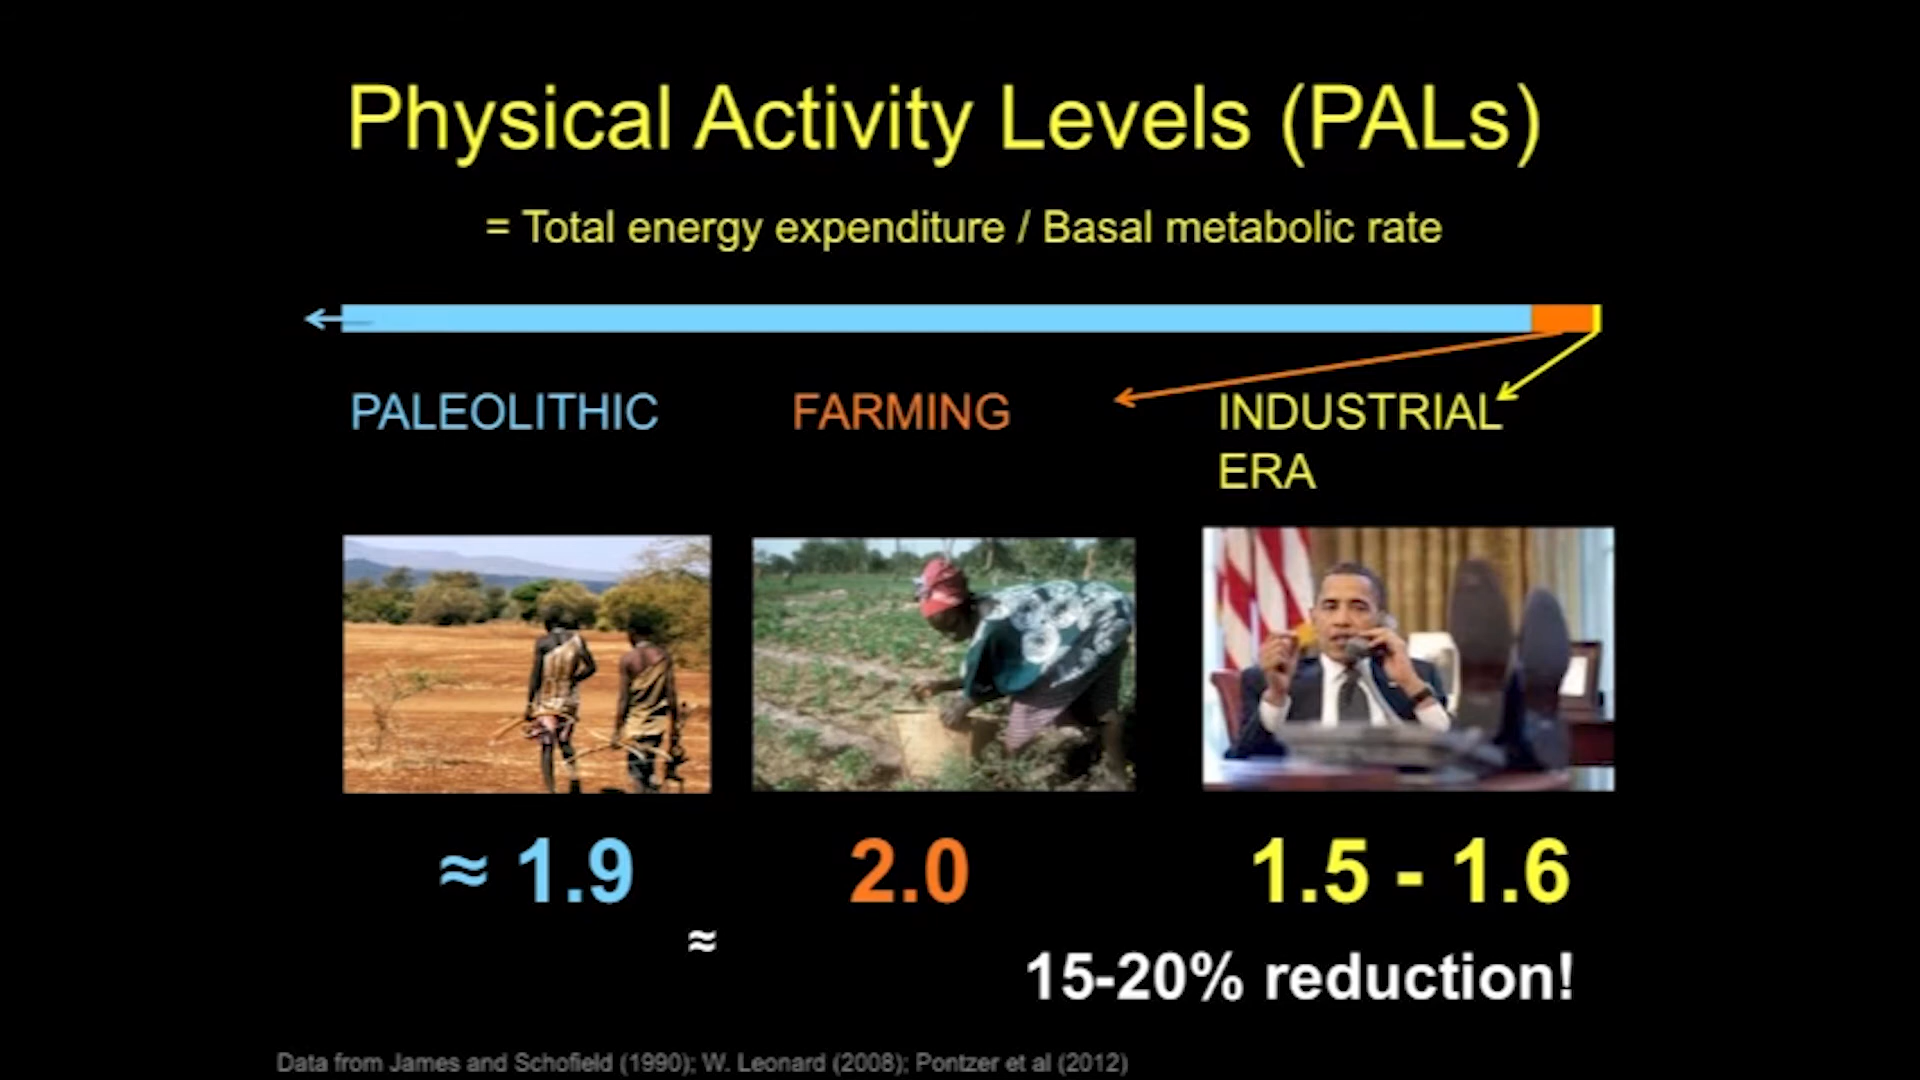 Physical Activity Levels (PALs)
= Total energy expenditure / Basal metabolic rate
PALEOLITHIC
FARMING
INDUSTRIAL
ERA
≈ 1.9
2.0
1.5 - 1.6
≈
15-20% reduction!
Data from James and Schofield (1990); W. Leonard (2008); Pontzer et al (2012)